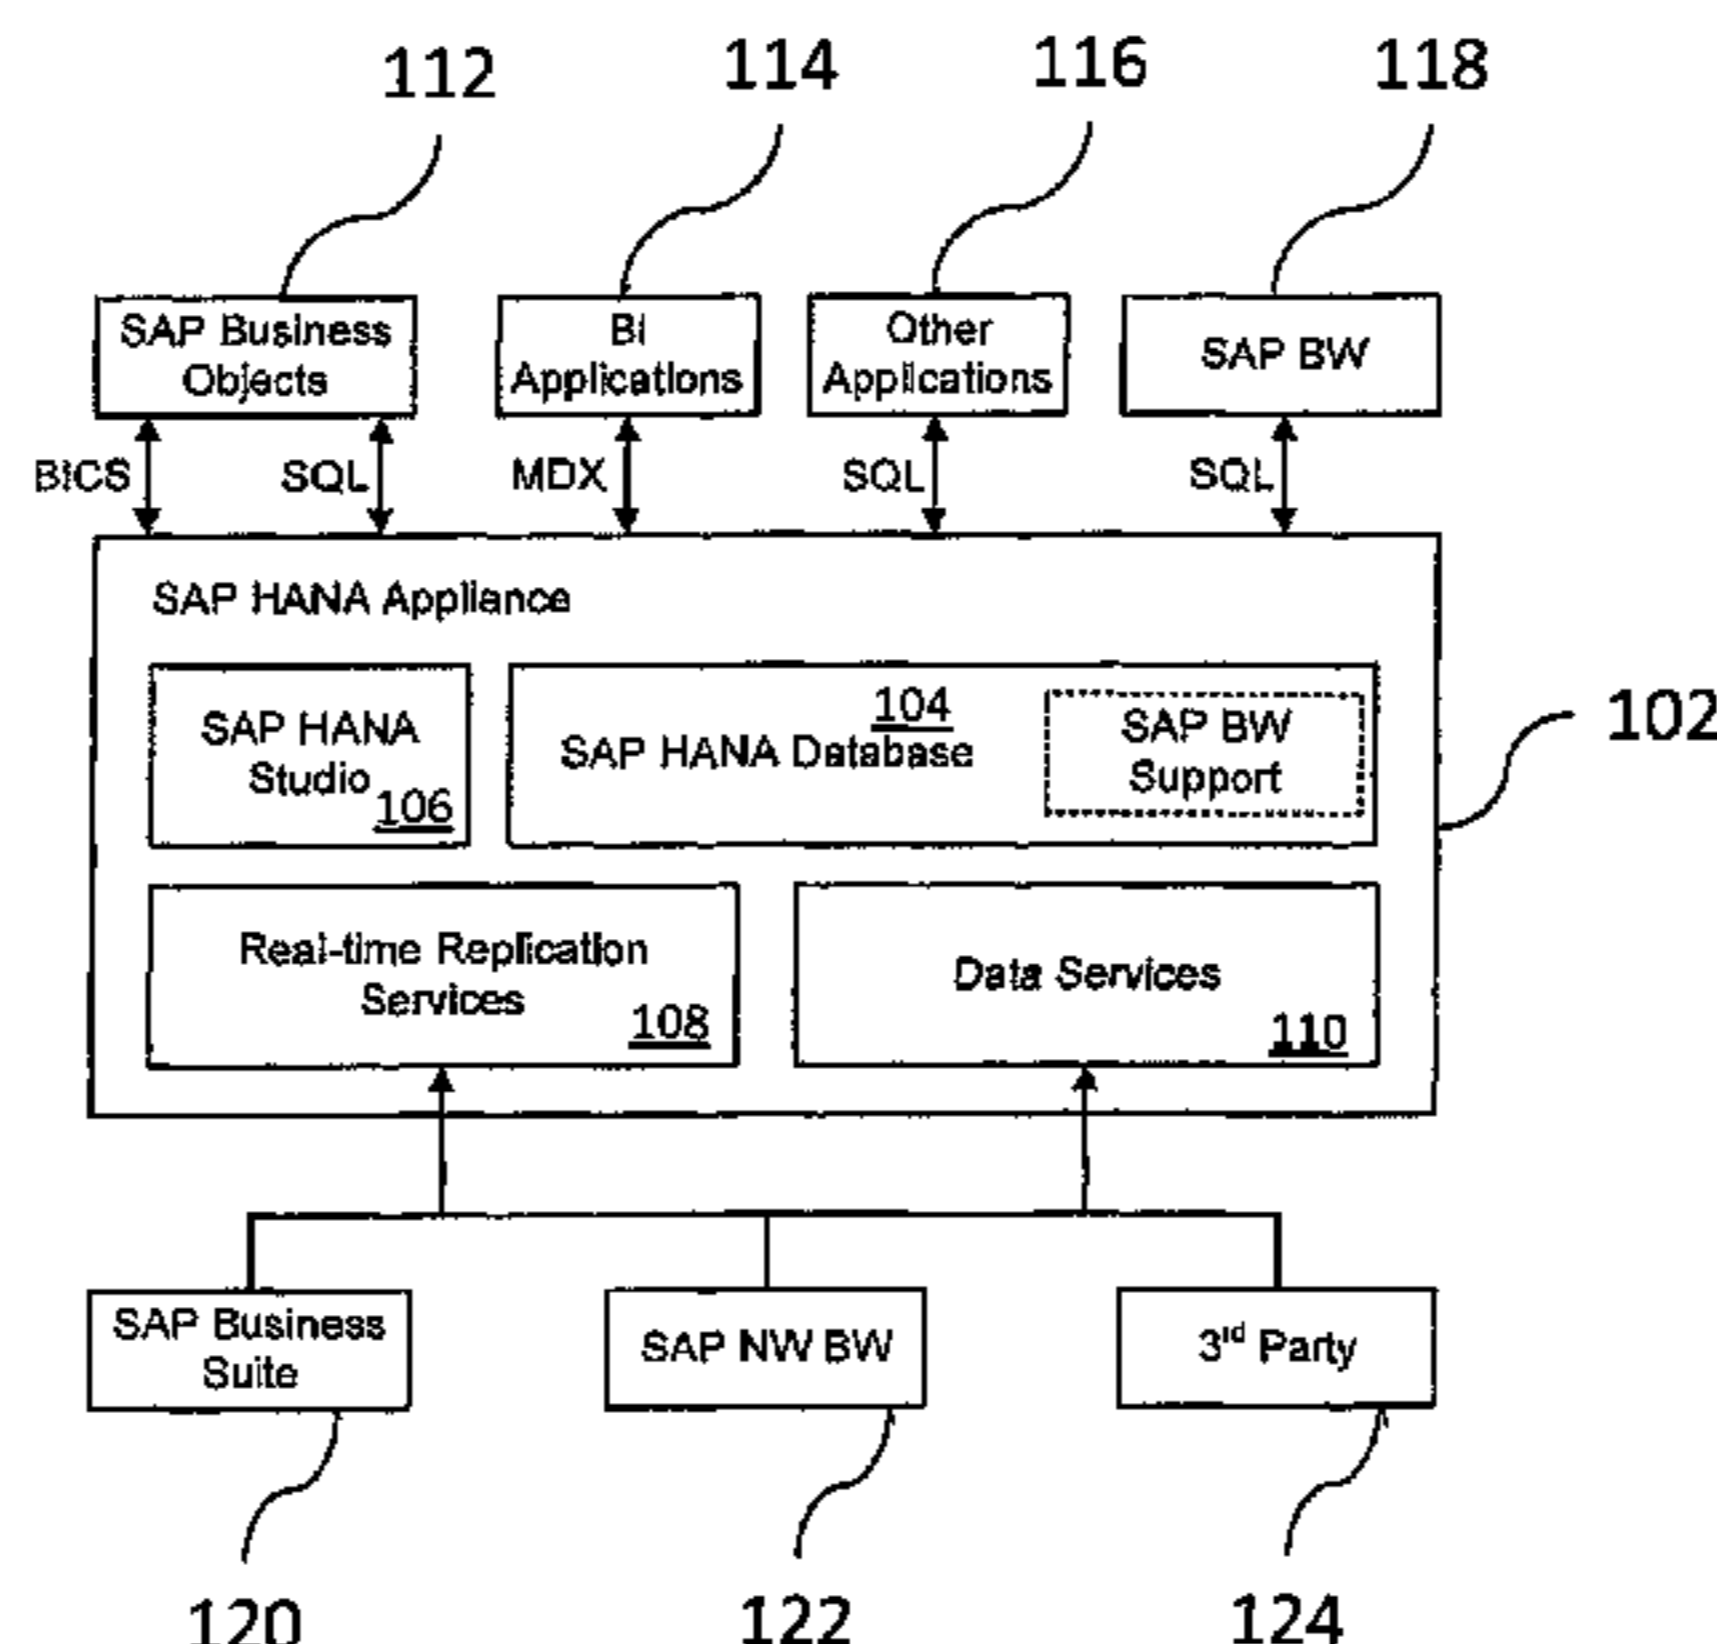 112 114 116 118
SAP Business
Objects
BI
Applications
Other
Applications
SAP BW
BICS SQL MDX SQL SQL
SAP HANA Appliance
SAP HANA
Studio
106
104
SAP HANA Database
SAP BW
Support
102
Real-time Replication
Services
108
Data Services
110
SAP Business
Suite
SAP NW BW
3rd Party
120 122 124